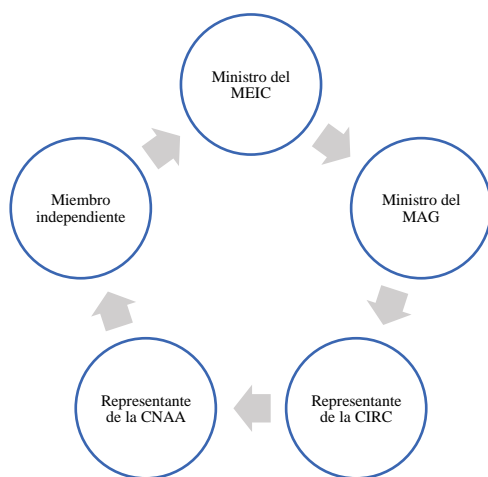 Ministro del
MEIC
Ministro del
MAG
Representante
de la CIRC
Representante
de la CNAA
Miembro
independiente